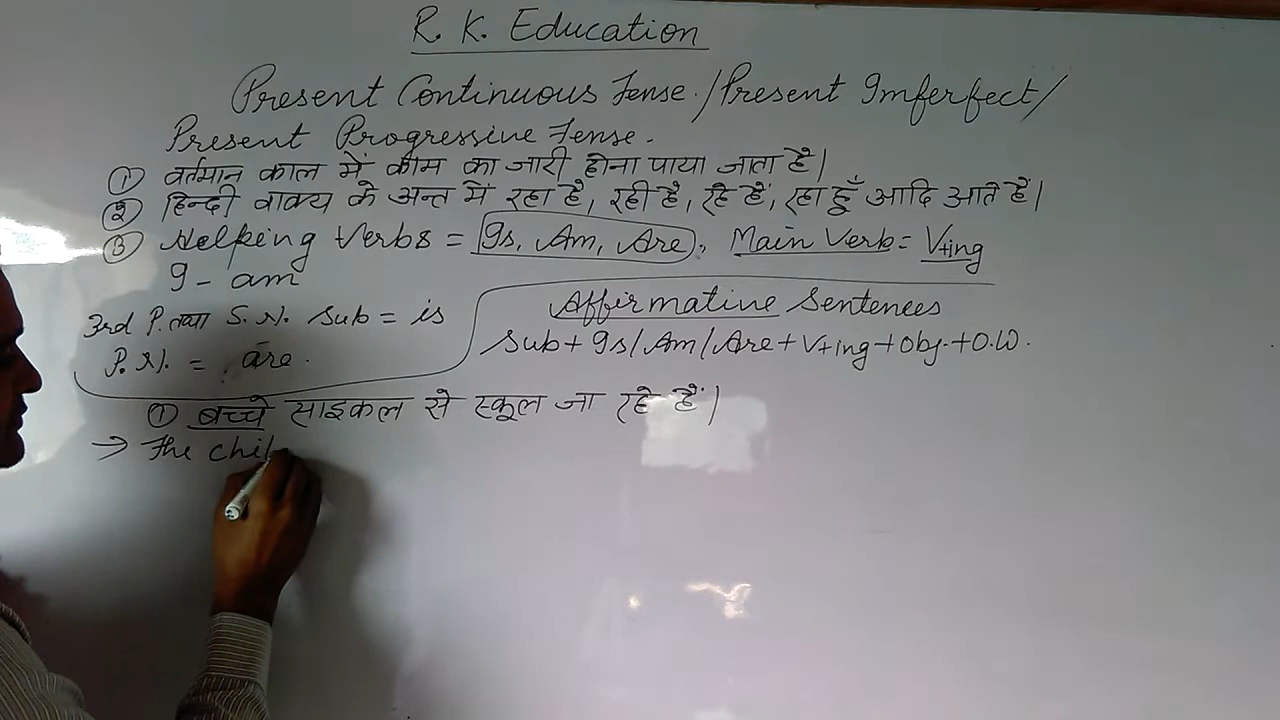 R. K. Education
Present Continuous Tense. / Present Imferfect /
Present Progressive Tense.
① वर्तमान काल में काम का जारी होना पाया जाता है।
② हिन्दी वाक्य के अन्त में रहा है, रही है, रहे हैं, रहा हूँ आदि आते हैं।
③ Helping Verbs = Is, Am, Are, Main Verb = V+ing
I - am
3rd P. तथा S.N. Sub = is
P. N. = are.
Affirmative Sentences
Sub + Is / Am / Are + V+ing + Obj. + O.W.
① बच्चे साइकल से स्कूल जा रहे हैं।
→ The chil